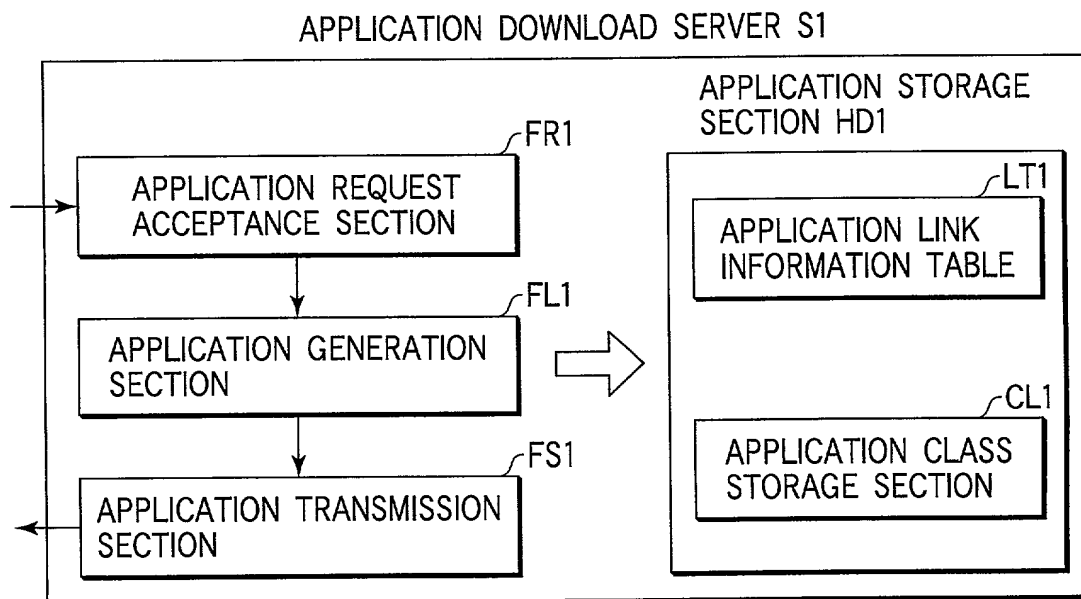 APPLICATION DOWNLOAD SERVER S1
APPLICATION STORAGE
SECTION HD1
FR1
APPLICATION REQUEST
ACCEPTANCE SECTION
LT1
APPLICATION LINK
INFORMATION TABLE
FL1
APPLICATION GENERATION
SECTION
CL1
APPLICATION CLASS
STORAGE SECTION
FS1
APPLICATION TRANSMISSION
SECTION